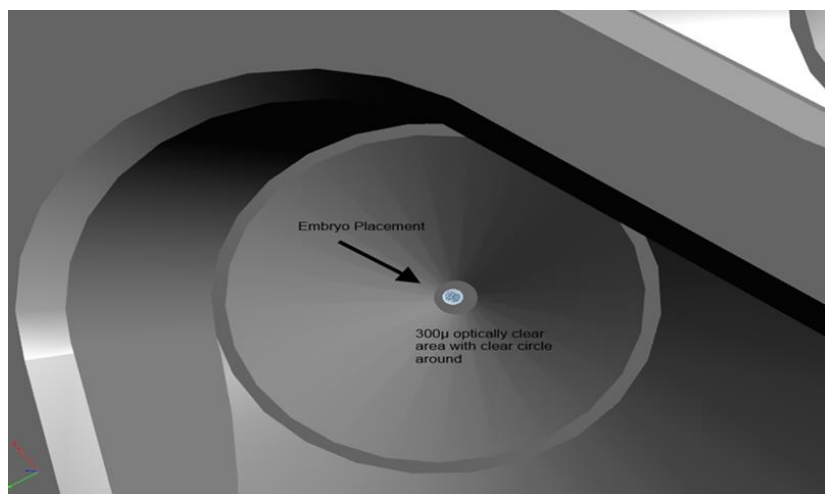 Embryo Placement
300µ optically clear
area with clear circle
around